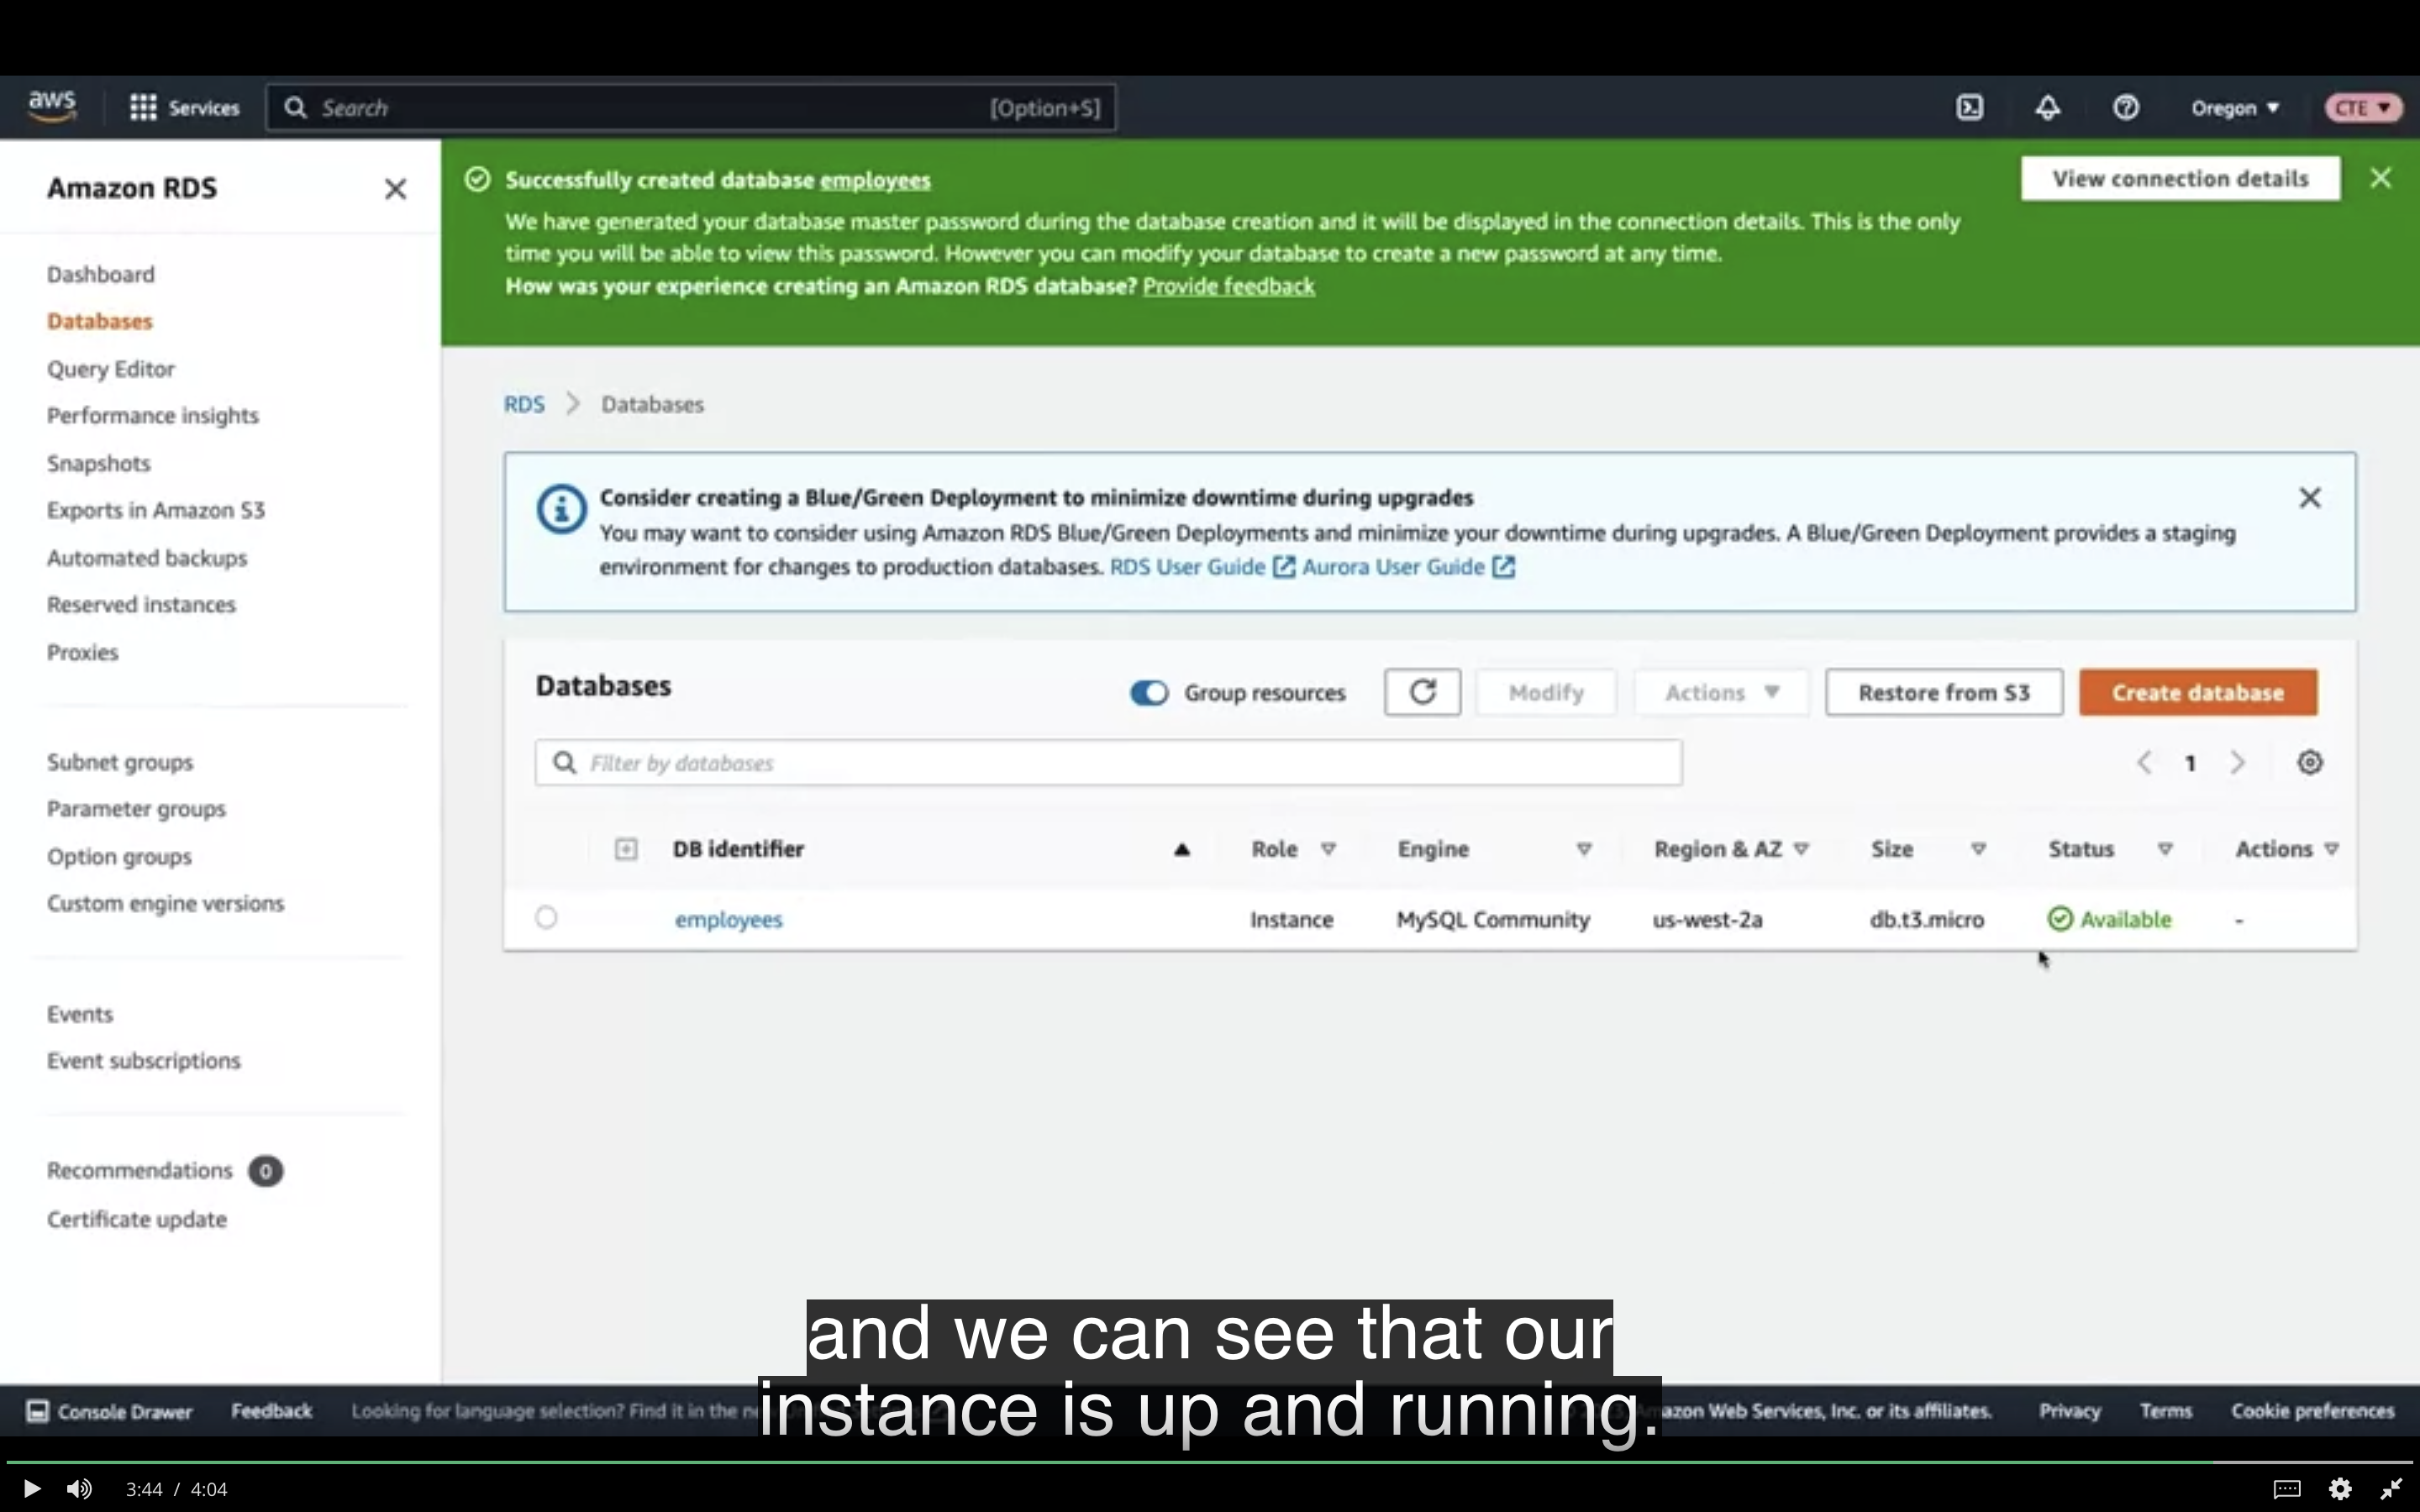 aws
Services
Search
[Option+S]
Oregon
CTE
Amazon RDS
Dashboard
Databases
Query Editor
Performance insights
Snapshots
Exports in Amazon S3
Automated backups
Reserved instances
Proxies
Subnet groups
Parameter groups
Option groups
Custom engine versions
Events
Event subscriptions
Recommendations 0
Certificate update
Successfully created database employees
We have generated your database master password during the database creation and it will be displayed in the connection details. This is the only
time you will be able to view this password. However you can modify your database to create a new password at any time.
How was your experience creating an Amazon RDS database? Provide feedback
View connection details
RDS > Databases
Consider creating a Blue/Green Deployment to minimize downtime during upgrades
You may want to consider using Amazon RDS Blue/Green Deployments and minimize your downtime during upgrades. A Blue/Green Deployment provides a staging
environment for changes to production databases. RDS User Guide Aurora User Guide
Databases
Group resources
Modify
Actions
Restore from S3
Create database
Filter by databases
1
DB identifier Role Engine Region & AZ Size Status Actions
employees Instance MySQL Community us-west-2a db.t3.micro Available -
and we can see that our
instance is up and running.
Console Drawer
Feedback
Looking for language selection? Find it in the
azon Web Services, Inc. or its affiliates.
Privacy
Terms
Cookie preferences
3:44 / 4:04